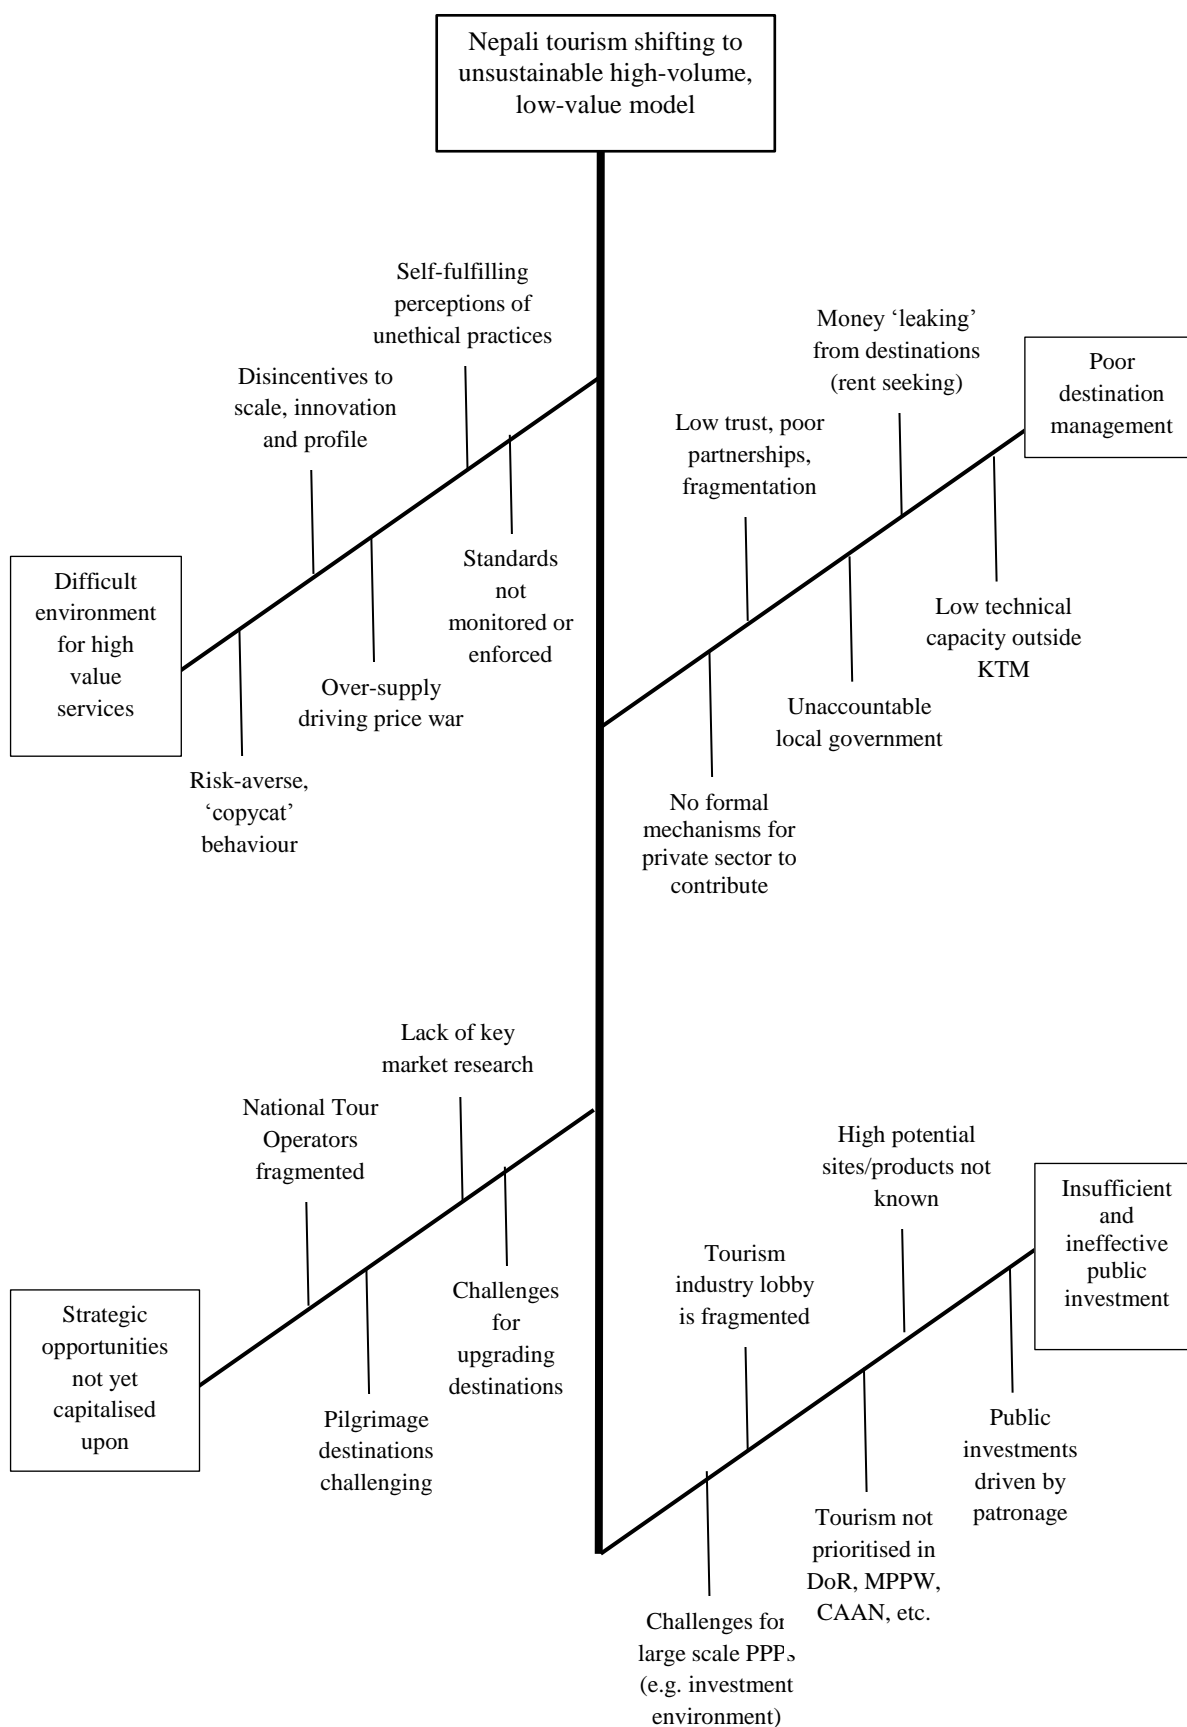 Nepali tourism shifting to
unsustainable high-volume,
low-value model
Self-fulfilling
perceptions of
unethical practices
Disincentives to
scale, innovation
and profile
Standards
not
monitored or
enforced
Over-supply
driving price war
Risk-averse,
‘copycat’
behaviour
Difficult
environment
for high
value
services
Money ‘leaking’
from destinations
(rent seeking)
Poor
destination
management
Low trust, poor
partnerships,
fragmentation
Low technical
capacity outside
KTM
Unaccountable
local government
No formal
mechanisms for
private sector to
contribute
Lack of key
market research
National Tour
Operators
fragmented
Challenges
for
upgrading
destinations
Pilgrimage
destinations
challenging
Strategic
opportunities
not yet
capitalised
upon
High potential
sites/products not
known
Insufficient
and
ineffective
public
investment
Tourism
industry lobby
is fragmented
Public
investments
driven by
patronage
Tourism not
prioritised in
DoR, MPPW,
CAAN, etc.
Challenges for
large scale PPPs
(e.g. investment
environment)